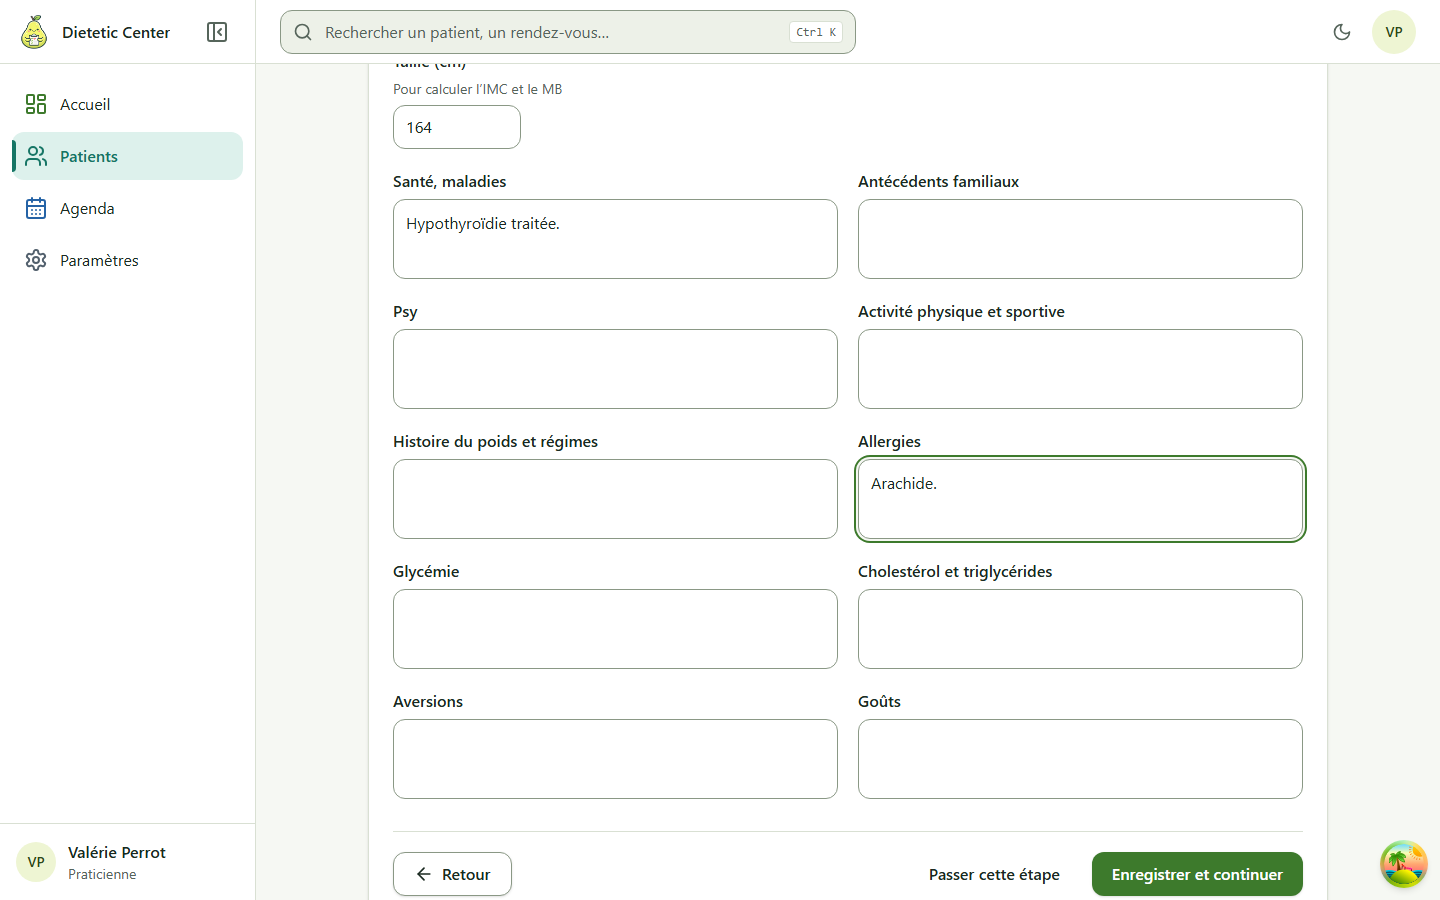 Dietetic Center
Rechercher un patient, un rendez-vous...
Ctrl K
VP
Accueil
Patients
Agenda
Paramètres
Taille (cm)
Pour calculer l’IMC et le MB
164
Santé, maladies
Antécédents familiaux
Hypothyroïdie traitée.
Psy
Activité physique et sportive
Histoire du poids et régimes
Allergies
Arachide.
Glycémie
Cholestérol et triglycérides
Aversions
Goûts
Retour
Passer cette étape
Enregistrer et continuer
VP
Valérie Perrot
Praticienne